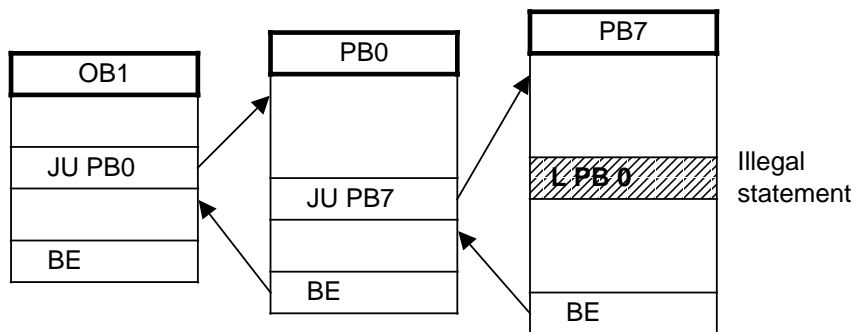 OB1
JU PB0
BE
PB0
JU PB7
BE
PB7
L PB 0
BE
Illegal
statement